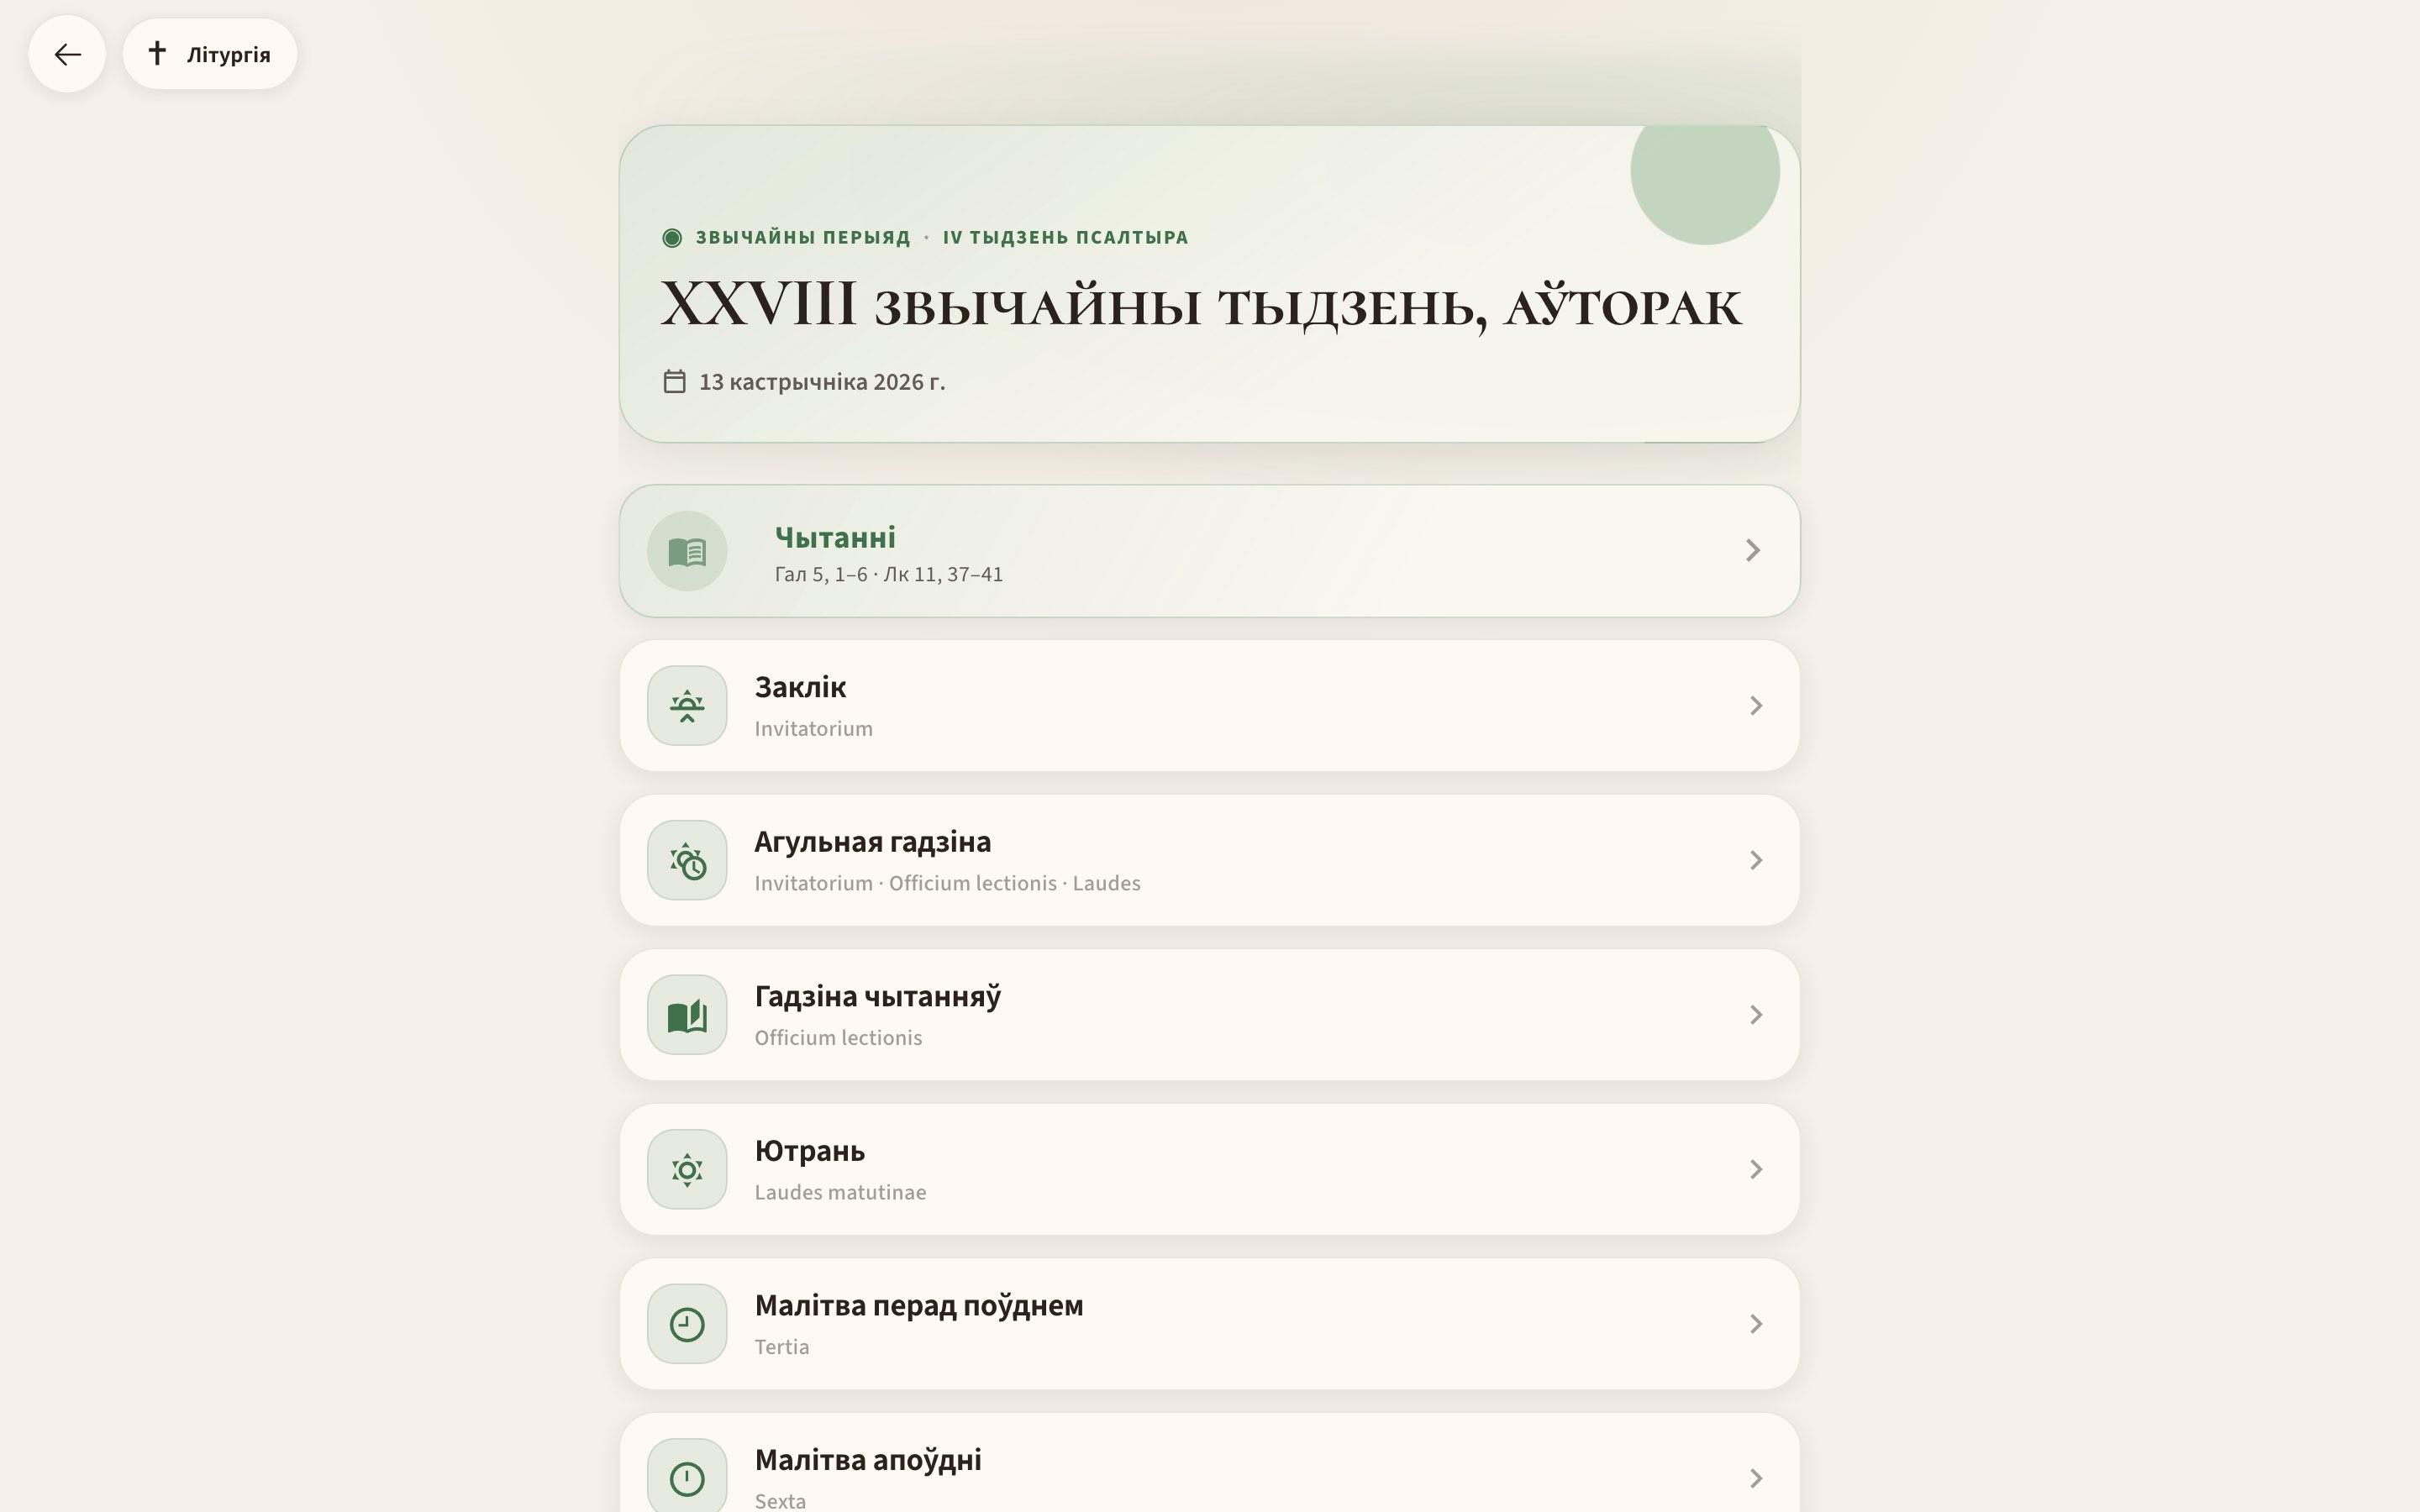 Літургія
ЗВЫЧАЙНЫ ПЕРЫЯД · IV ТЫДЗЕНЬ ПСАЛТЫРА
XXVIII звычайны тыдзень, аўторак
13 кастрычніка 2026 г.
Чытанні
Гал 5, 1–6 · Лк 11, 37–41
Заклік
Invitatorium
Агульная гадзіна
Invitatorium · Officium lectionis · Laudes
Гадзіна чытанняў
Officium lectionis
Ютрань
Laudes matutinae
Малітва перад поўднем
Tertia
Малітва апоўдні
Sexta